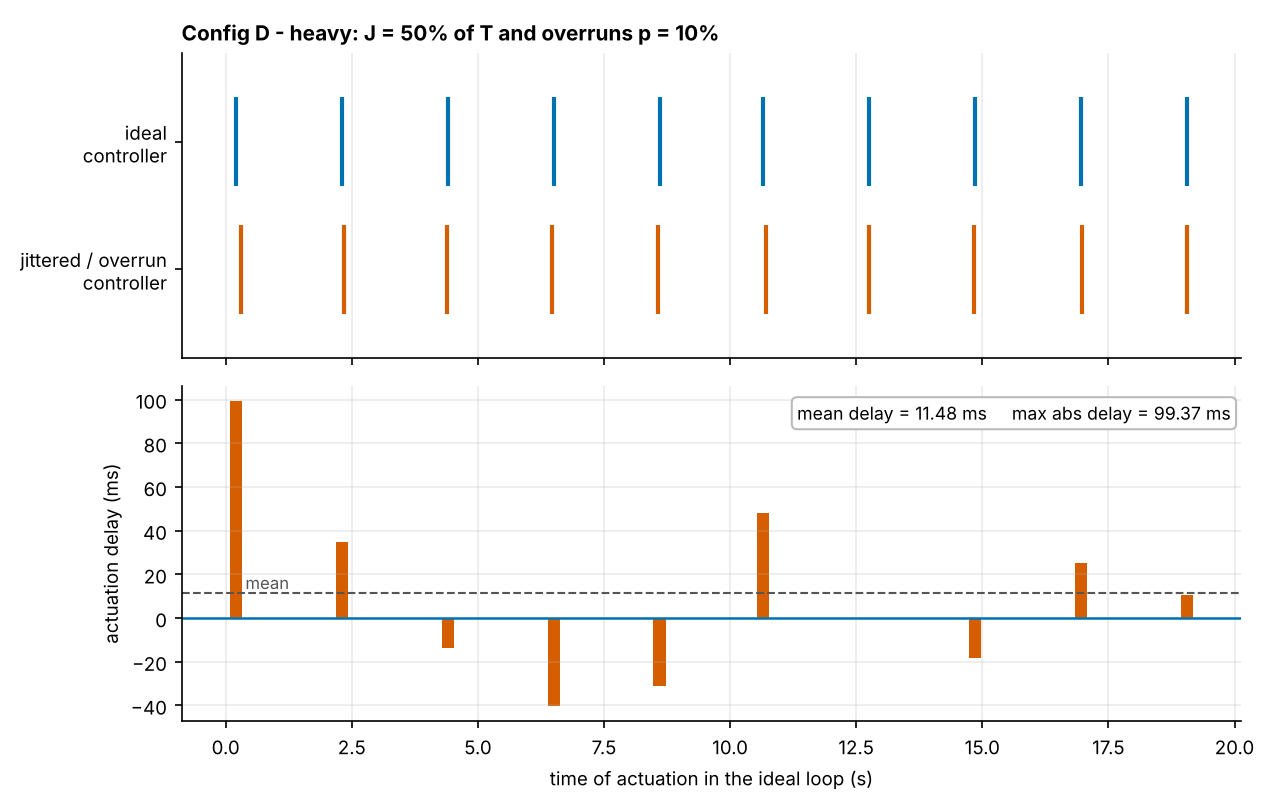 Config D - heavy: J = 50% of T and overruns p = 10%
ideal
controller
jittered / overrun
controller
actuation delay (ms)
100
80
60
40
20
0
−20
−40
mean delay = 11.48 ms max abs delay = 99.37 ms
mean
0.0 2.5 5.0 7.5 10.0 12.5 15.0 17.5 20.0
time of actuation in the ideal loop (s)